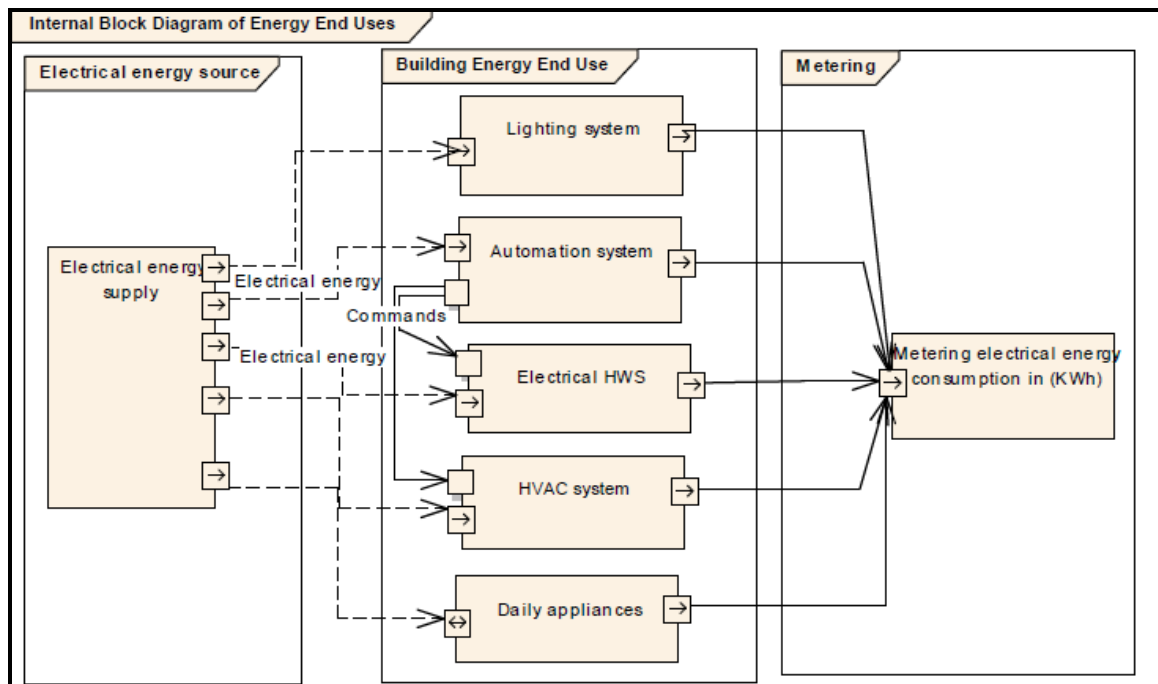 Internal Block Diagram of Energy End Uses
Electrical energy source
Building Energy End Use
Metering
Lighting system
Automation system
Electrical energy
supply
Electrical energy
Commands
Electrical energy
Electrical HWS
Metering electrical energy
consumption in (KWh)
HVAC system
Daily appliances